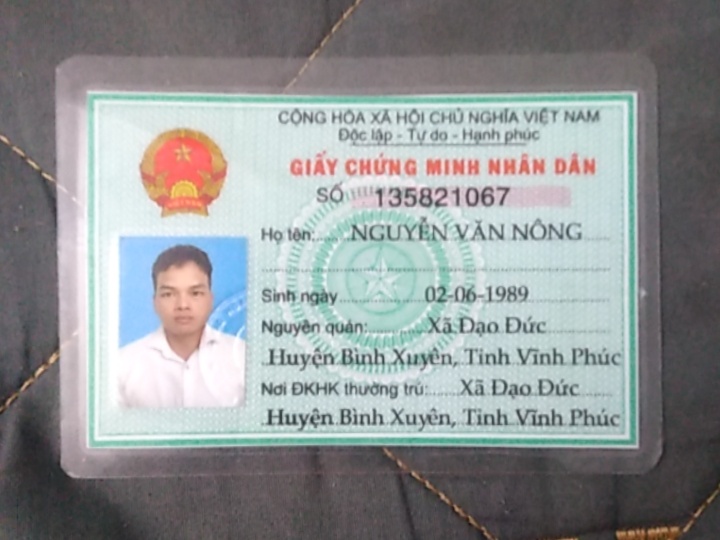 CỘNG HÒA XÃ HỘI CHỦ NGHĨA VIỆT NAM
Độc lập - Tự do - Hạnh phúc
GIẤY CHỨNG MINH NHÂN DÂN
SỐ 135821067
Họ tên: NGUYỄN VĂN NÔNG
Sinh ngày 02-06-1989
Nguyên quán: Xã Đạo Đức
Huyện Bình Xuyên, Tỉnh Vĩnh Phúc
Nơi ĐKHK thường trú: Xã Đạo Đức
Huyện Bình Xuyên, Tỉnh Vĩnh Phúc